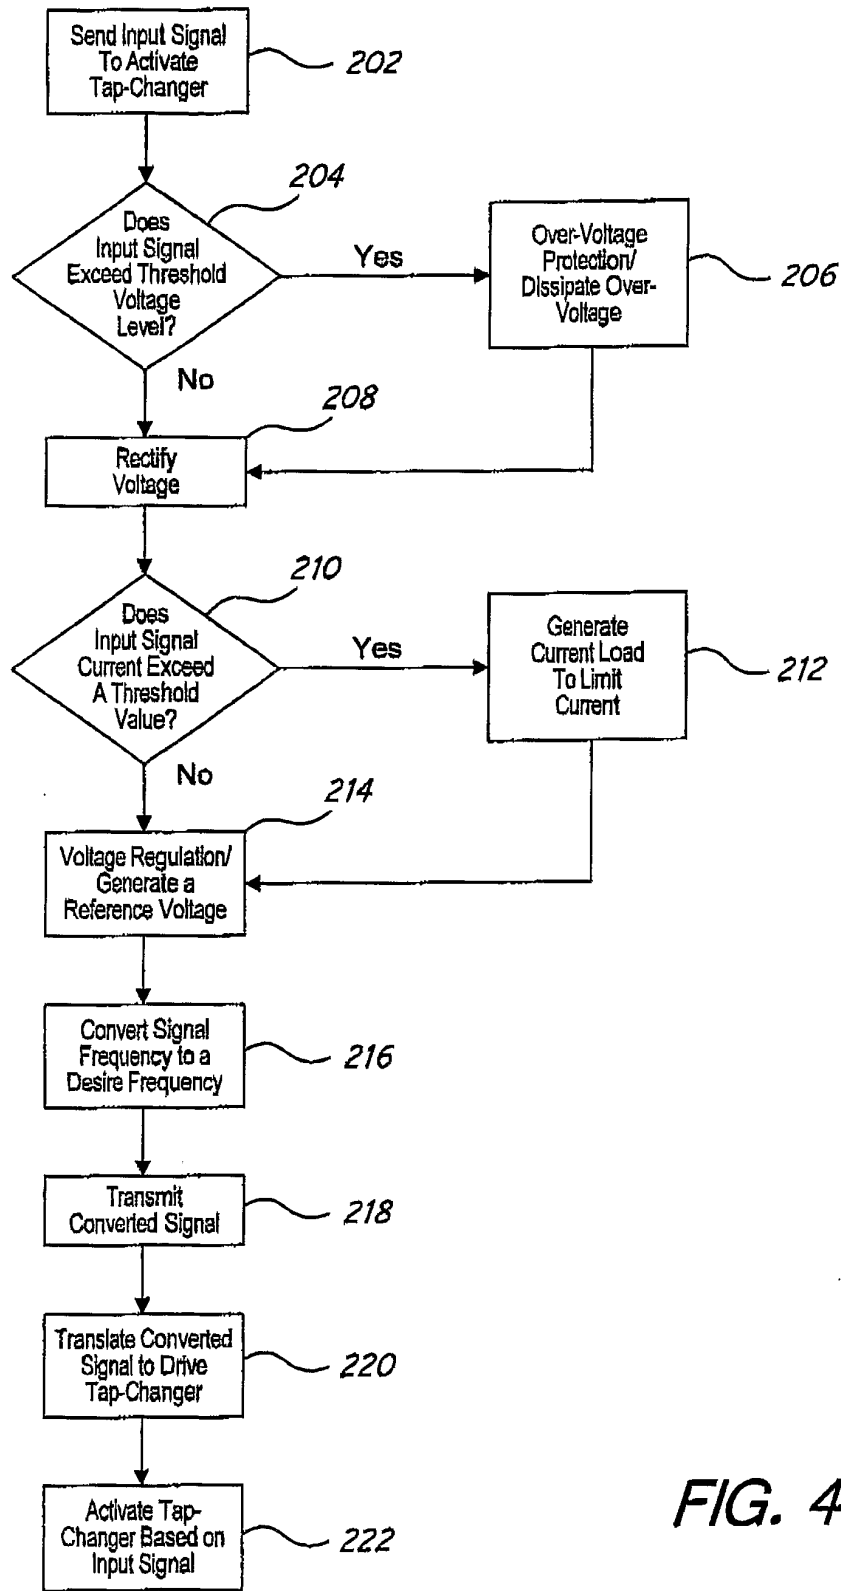 Send Input Signal
To Activate
Tap-Changer
202
Does
Input Signal
Exceed Threshold
Voltage
Level?
204
Yes
Over-Voltage
Protection/
Dissipate Over-
Voltage
206
No
208
Rectify
Voltage
Does
Input Signal
Current Exceed
A Threshold
Value?
210
Yes
Generate
Current Load
To Limit
Current
212
No
214
Voltage Regulation/
Generate a
Reference Voltage
Convert Signal
Frequency to a
Desire Frequency
216
Transmit
Converted Signal
218
Translate Converted
Signal to Drive
Tap-Changer
220
Activate Tap-
Changer Based on
Input Signal
222
FIG. 4